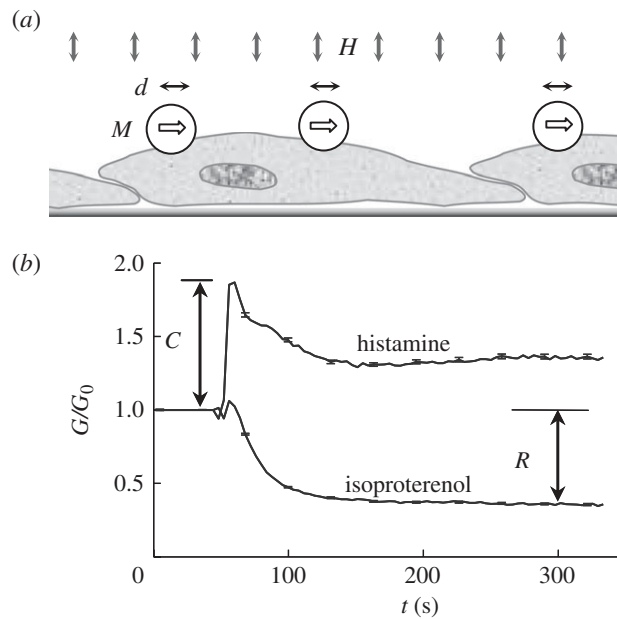 (a)
H
d
M
(b)
2.0
C
1.5
histamine
G/G₀
1.0
R
0.5
isoproterenol
0
100
200
300
t (s)